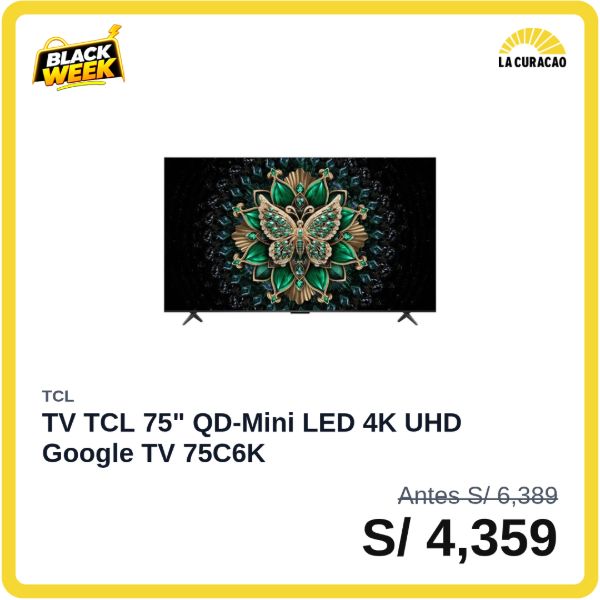 BLACK
WEEK
LA CURACAO
TCL
TV TCL 75" QD-Mini LED 4K UHD
Google TV 75C6K
Antes S/ 6,389
S/ 4,359